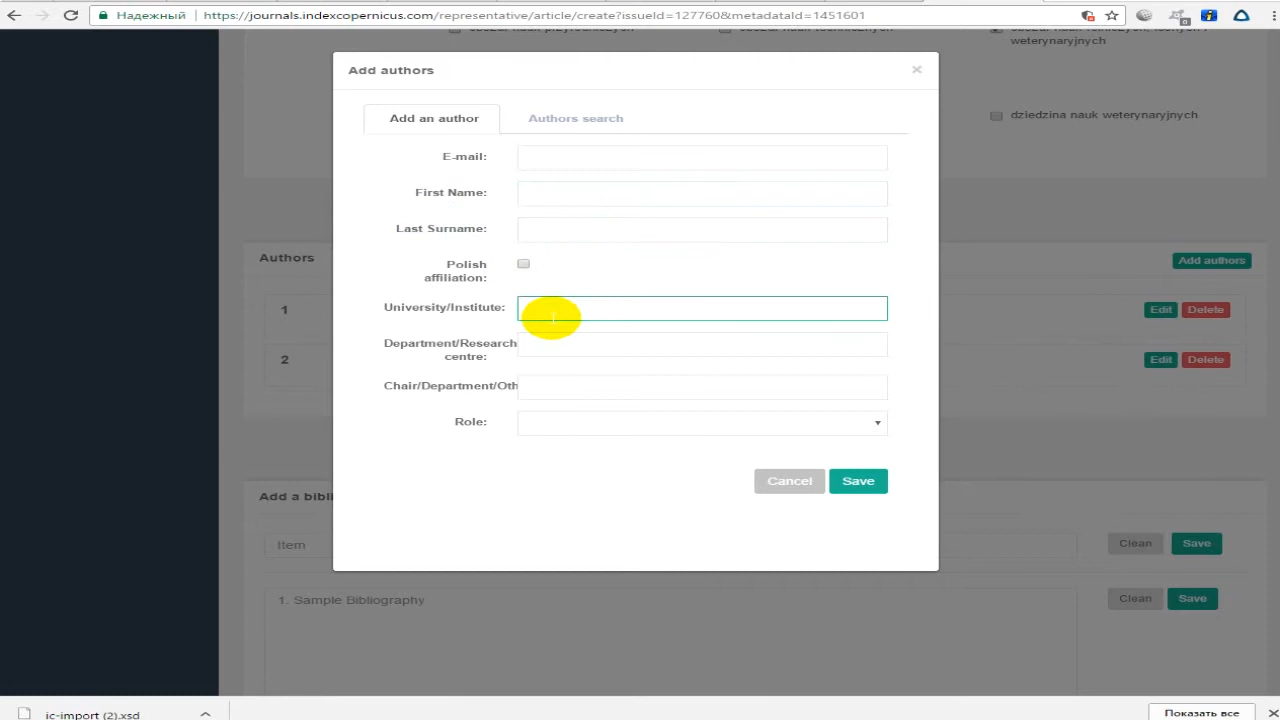 Надежный https://journals.indexcopernicus.com/representative/article/create?issueId=127760&metadataId=1451601
weterynaryjnych
Add authors ×
Add an author Authors search
dziedzina nauk weterynaryjnych
E-mail:
First Name:
Last Surname:
Polish
affiliation:
Authors
Add authors
University/Institute:
1 Edit Delete
Department/Research
centre:
2 Edit Delete
Chair/Department/Oth
Role:
Cancel Save
Add a bibli
Item Clean Save
1. Sample Bibliography Clean Save
ic-import (2).xsd Показать все